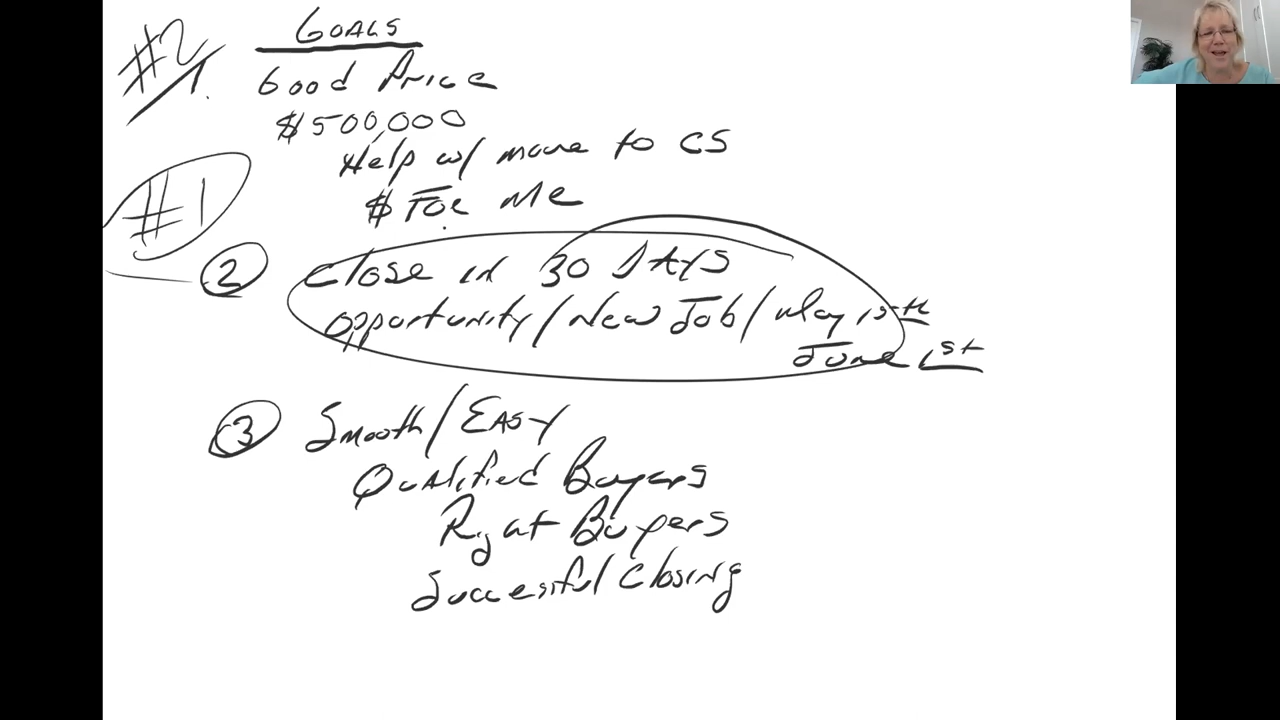 #2
GOALS
1.
Good Price
$500,000
Help w/ move to CS
$ For Me
#1
2 Close in 30 DAYS
opportunity/New Job/May 15th
June 1st
3 Smooth/EASY
Qualified Buyers
Right Buyers
Successful Closing